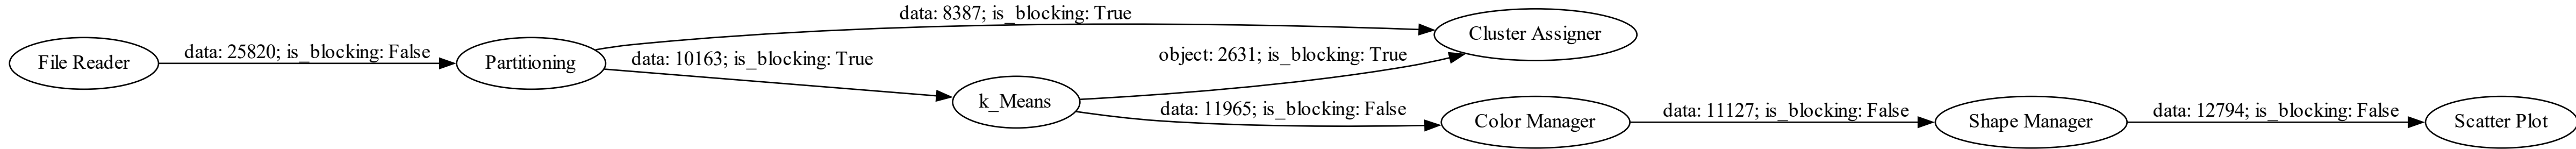 File Reader
data: 25820; is_blocking: False
Partitioning
data: 8387; is_blocking: True
data: 10163; is_blocking: True
k_Means
object: 2631; is_blocking: True
data: 11965; is_blocking: False
Cluster Assigner
Color Manager
data: 11127; is_blocking: False
Shape Manager
data: 12794; is_blocking: False
Scatter Plot